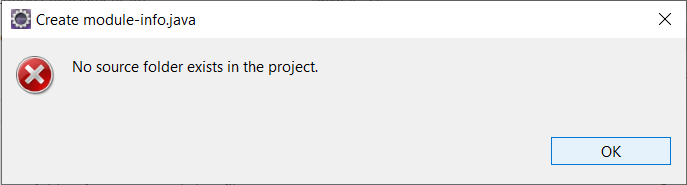 Create module-info.java
No source folder exists in the project.
OK